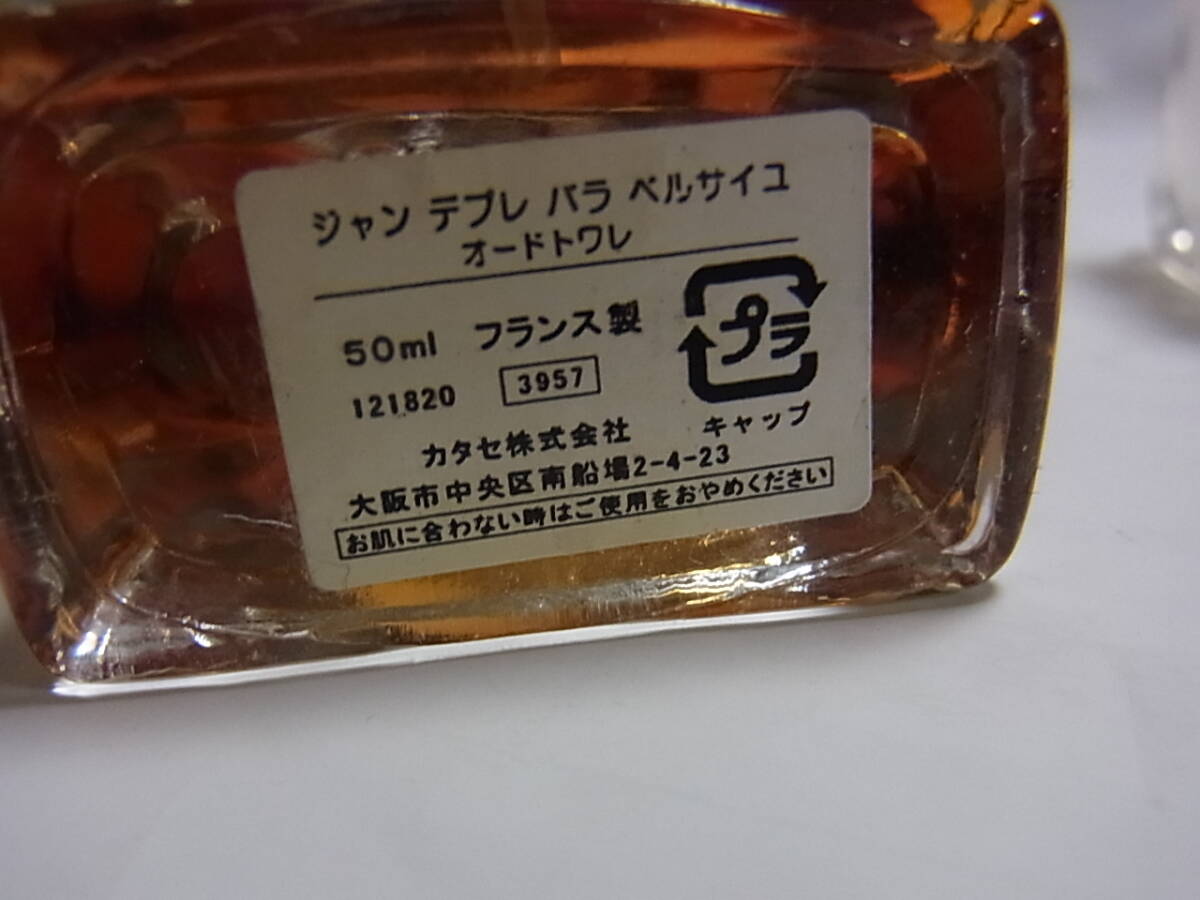 ジャン デプレ バラ ベルサイユ
オードトワレ
50ml フランス製
プラ
121820 3957
キャップ
カタセ株式会社
大阪市中央区南船場2-4-23
お肌に合わない時はご使用をおやめください